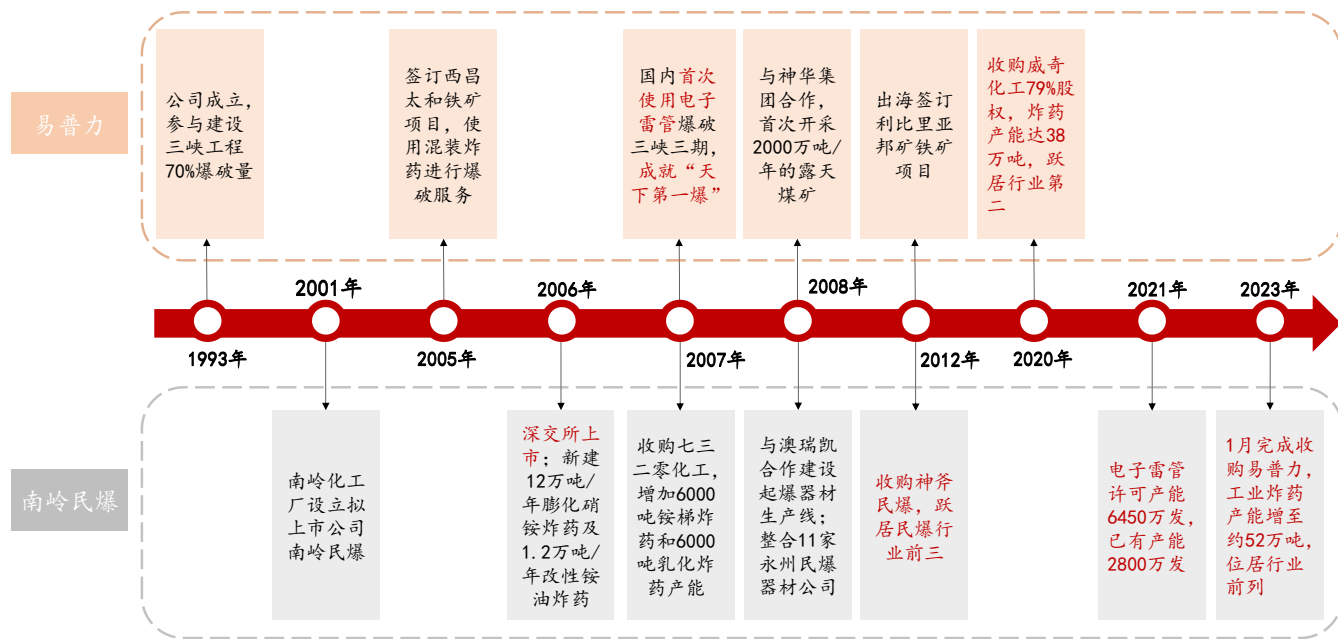 易普力
公司成立，
参与建设
三峡工程
70%爆破量
签订西昌
太和铁矿
项目，使
用混装炸
药进行爆
破服务
国内首次
使用电子
雷管爆破
三峡三期，
成就“天
下第一爆”
与神华集
团合作，
首次开采
2000万吨/
年的露天
煤矿
出海签订
利比里亚
邦矿铁矿
项目
收购威奇
化工79%股
权，炸药
产能达38
万吨，跃
居行业第
二
2001年
2006年
2008年
2021年
2023年
1993年
2005年
2007年
2012年
2020年
南岭民爆
南岭化工
厂设立拟
上市公司
南岭民爆
深交所上
市；新建
12万吨/
年膨化硝
铵炸药及
1.2万吨/
年改性铵
油炸药
收购七三
二零化工，
增加6000
吨铵梯炸
药和6000
吨乳化炸
药产能
与澳瑞凯
合作建设
起爆器材
生产线；
整合11家
永州民爆
器材公司
收购神斧
民爆，跃
居民爆行
业前三
电子雷管
许可产能
6450万发，
已有产能
2800万发
1月完成收
购易普力，
工业炸药
产能增至
约52万吨，
位居行业
前列